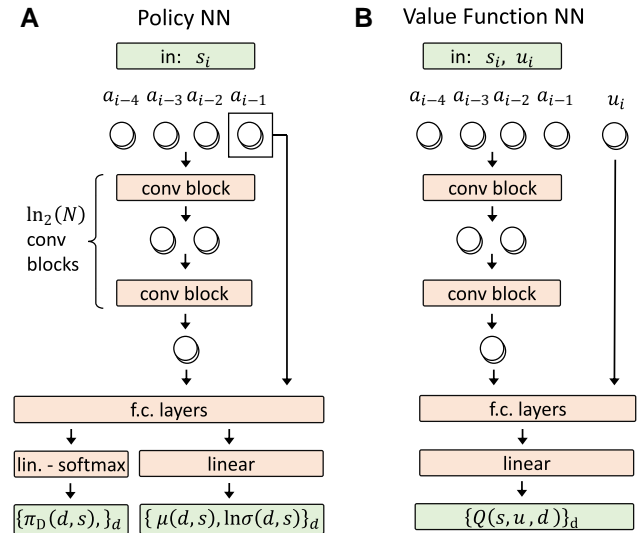 A Policy NN
in: s_i
a_{i-4} a_{i-3} a_{i-2} a_{i-1}
conv block
ln_2(N)
conv
blocks
conv block
f.c. layers
lin. - softmax linear
{π_D(d, s), }_d { μ(d, s), lnσ(d, s)}_d
B Value Function NN
in: s_i, u_i
a_{i-4} a_{i-3} a_{i-2} a_{i-1} u_i
conv block
conv block
f.c. layers
linear
{Q(s, u, d)}_d